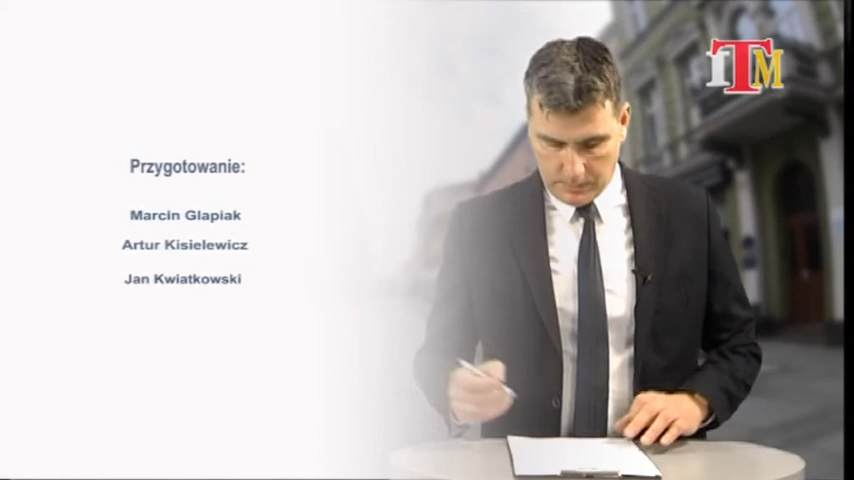 Przygotowanie:
Marcin Glapiak
Artur Kisielewicz
Jan Kwiatkowski
ITM